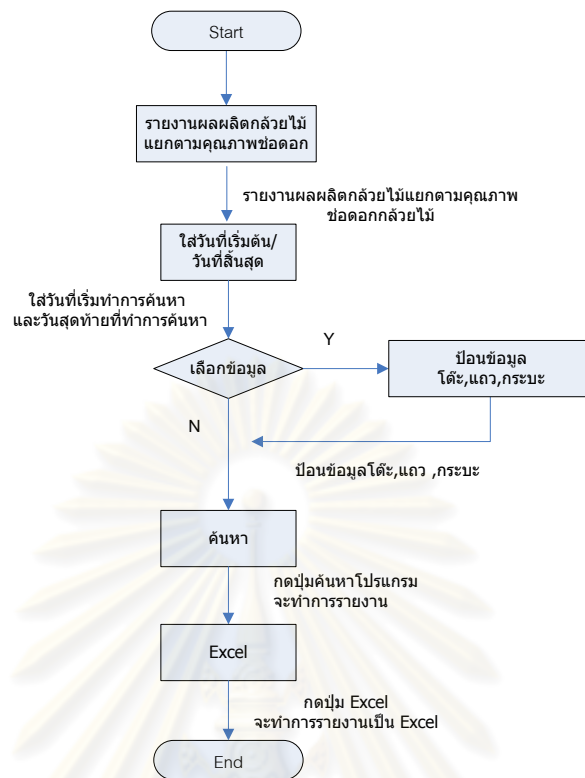 Start
รายงานผลผลิตกล้วยไม้
แยกตามคุณภาพช่อดอก
รายงานผลผลิตกล้วยไม้แยกตามคุณภาพ
ช่อดอกกล้วยไม้
ใส่วันที่เริ่มต้น/
วันที่สิ้นสุด
ใส่วันที่เริ่มทำการค้นหา
และวันสุดท้ายที่ทำการค้นหา
เลือกข้อมูล
Y
ป้อนข้อมูล
โต๊ะ,แถว,กระบะ
N
ป้อนข้อมูลโต๊ะ,แถว ,กระบะ
ค้นหา
กดปุ่มค้นหาโปรแกรม
จะทำการรายงาน
Excel
กดปุ่ม Excel
จะทำการรายงานเป็น Excel
End